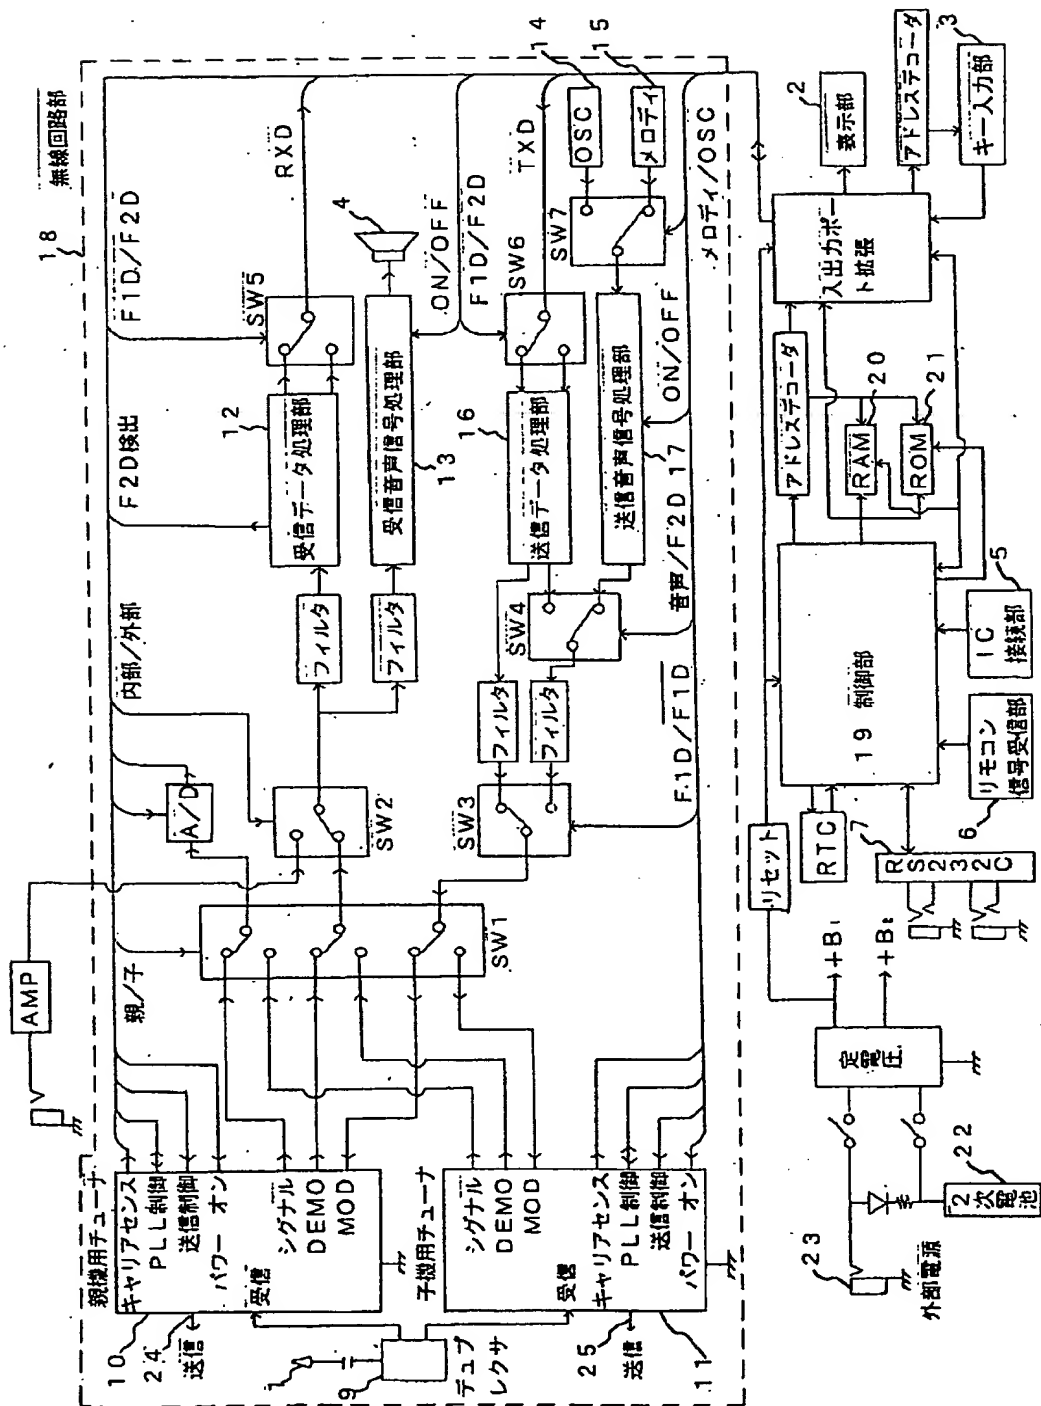 無線回路部
18
F1D/F2D
RXD
F2D検出
SW5
12
受信データ処理部
4
ON/OFF
F1D/F2D
受信音声信号処理部
13
SW6
TXD
14
OSC
15
メロディ
SW7
メロディ/OSC
16
送信データ処理部
送信音声信号処理部
17
ON/OFF
内部/外部
フィルタ
フィルタ
SW4
音声/F2D
A/D
SW2
フィルタ
フィルタ
SW3
F1D/F1D
AMP
親/子
SW1
親機用チューナ
キャリアセンス
PLL制御
送信制御
パワー オン
シグナル
DEMO
MOD
受信
10
24
送信
子機用チューナ
シグナル
DEMO
MOD
受信
キャリアセンス
PLL制御
送信制御
パワー オン
25
送信
11
1
9
デュプレクサ
2
表示部
アドレスデコーダ
3
キー入力部
入出力ポート拡張
アドレスデコーダ
20
RAM
21
ROM
19 制御部
5
IC
接続部
リモコン
信号受信部
6
リセット
RTC
7
RS232C
+B1
+B2
定電圧
22
2次電池
23
外部電源